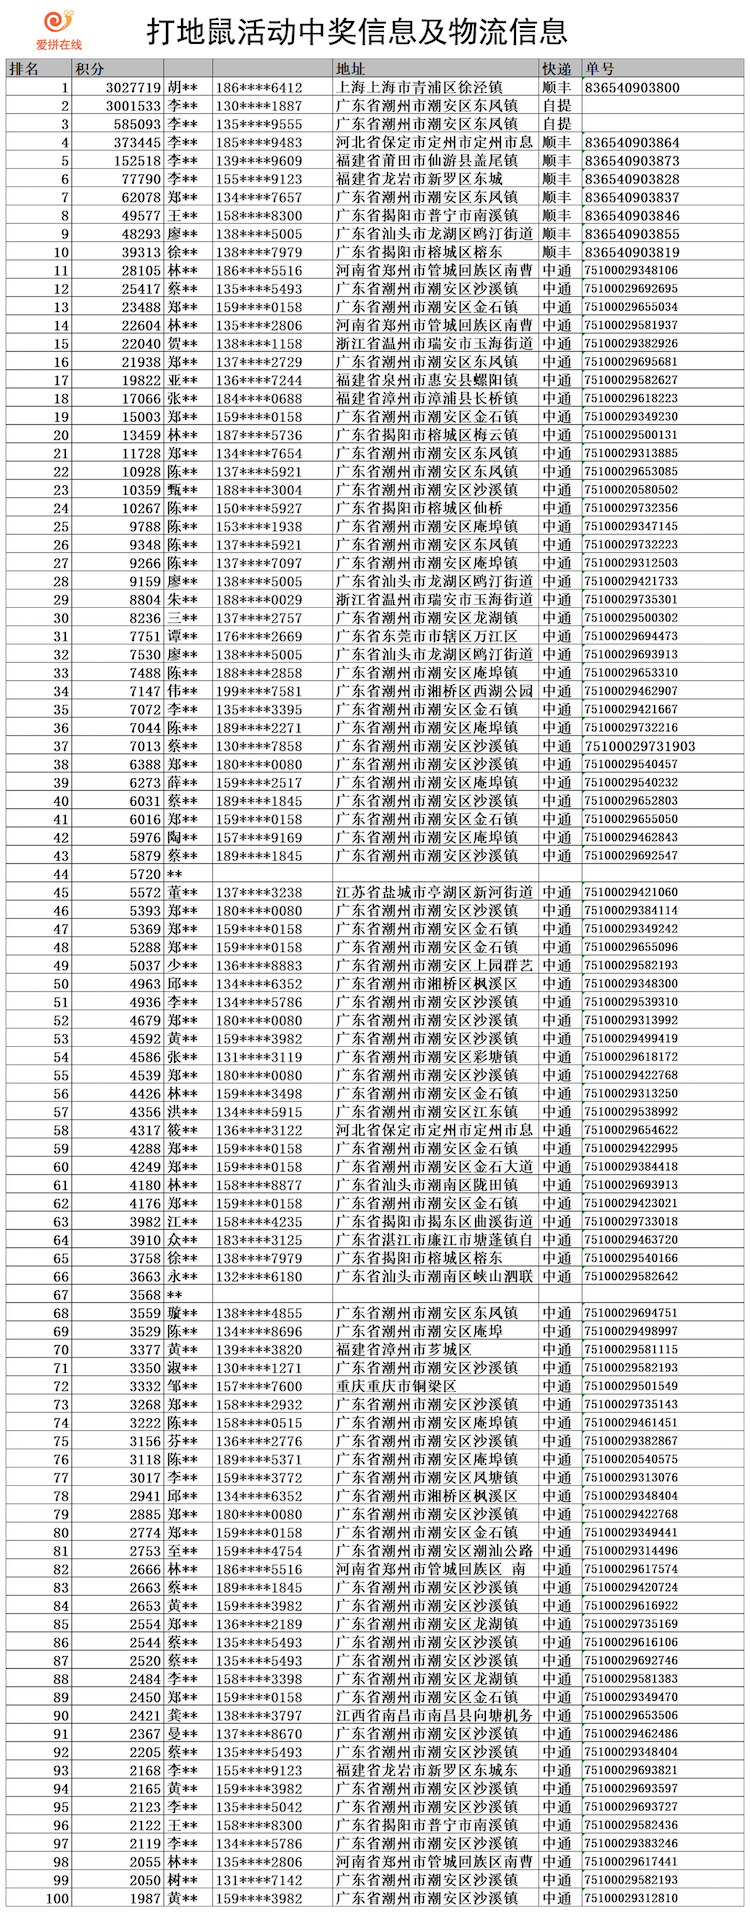 爱拼在线
打地鼠活动中奖信息及物流信息
排名 积分 地址 快递 单号
1 3027719 胡** 186****6412 上海上海市青浦区徐泾镇 顺丰 836540903800
2 3001533 李** 130****1887 广东省潮州市潮安区东凤镇 自提
3 585093 李** 135****9555 广东省潮州市潮安区东凤镇 自提
4 373445 李** 185****9483 河北省保定市定州市定州市息 顺丰 836540903864
5 152518 李** 139****9609 福建省莆田市仙游县盖尾镇 顺丰 836540903873
6 77790 李** 155****9123 福建省龙岩市新罗区东城 顺丰 836540903828
7 62078 郑** 134****7657 广东省潮州市潮安区东凤镇 顺丰 836540903837
8 49577 王** 158****8300 广东省揭阳市普宁市南溪镇 顺丰 836540903846
9 48293 廖** 138****5005 广东省汕头市龙湖区鸥汀街道 顺丰 836540903855
10 39313 徐** 138****7979 广东省揭阳市榕城区榕东 顺丰 836540903819
11 28105 林** 186****5516 河南省郑州市管城回族区南曹 中通 75100029348106
12 25417 蔡** 135****5493 广东省潮州市潮安区沙溪镇 中通 75100029692695
13 23488 郑** 159****0158 广东省潮州市潮安区金石镇 中通 75100029655034
14 22604 林** 135****2806 河南省郑州市管城回族区南曹 中通 75100029581937
15 22040 贺** 138****1158 浙江省温州市瑞安市玉海街道 中通 75100029382926
16 21938 郑** 137****2729 广东省潮州市潮安区东凤镇 中通 75100029695681
17 19822 亚** 136****7244 福建省泉州市惠安县螺阳镇 中通 75100029582627
18 17066 张** 184****0688 福建省漳州市漳浦县长桥镇 中通 75100029618223
19 15003 郑** 159****0158 广东省潮州市潮安区金石镇 中通 75100029349230
20 13459 林** 187****5736 广东省揭阳市榕城区梅云镇 中通 75100029500131
21 11728 郑** 134****7654 广东省潮州市潮安区东凤镇 中通 75100029313885
22 10928 陈** 137****5921 广东省潮州市潮安区东凤镇 中通 75100029653085
23 10359 甄** 188****3004 广东省潮州市潮安区沙溪镇 中通 75100020580502
24 10267 陈** 150****5927 广东省揭阳市榕城区仙桥 中通 75100029732356
25 9788 陈** 153****1938 广东省潮州市潮安区庵埠镇 中通 75100029347145
26 9348 陈** 137****5921 广东省潮州市潮安区东凤镇 中通 75100029732223
27 9266 陈** 137****7097 广东省潮州市潮安区庵埠镇 中通 75100029312503
28 9159 廖** 138****5005 广东省汕头市龙湖区鸥汀街道 中通 75100029421733
29 8804 朱** 188****0029 浙江省温州市瑞安市玉海街道 中通 75100029735301
30 8236 三** 137****2757 广东省潮州市潮安区龙湖镇 中通 75100029500302
31 7751 谭** 176****2669 广东省东莞市市辖区万江区 中通 75100029694473
32 7530 廖** 138****5005 广东省汕头市龙湖区鸥汀街道 中通 75100029693913
33 7488 陈** 188****2858 广东省潮州市潮安区庵埠镇 中通 75100029653310
34 7147 伟** 199****7581 广东省潮州市湘桥区西湖公园 中通 75100029462907
35 7072 李** 135****3395 广东省潮州市潮安区金石镇 中通 75100029421667
36 7044 陈** 189****2271 广东省潮州市潮安区庵埠镇 中通 75100029732216
37 7013 蔡** 130****7858 广东省潮州市潮安区沙溪镇 中通 75100029731903
38 6388 郑** 180****0080 广东省潮州市潮安区沙溪镇 中通 75100029540457
39 6273 薛** 159****2517 广东省潮州市潮安区庵埠镇 中通 75100029540232
40 6031 蔡** 189****1845 广东省潮州市潮安区沙溪镇 中通 75100029652803
41 6016 郑** 159****0158 广东省潮州市潮安区金石镇 中通 75100029655050
42 5976 陶** 157****9169 广东省潮州市潮安区庵埠镇 中通 75100029462843
43 5879 蔡** 189****1845 广东省潮州市潮安区沙溪镇 中通 75100029692547
44 5720 **
45 5572 董** 137****3238 江苏省盐城市亭湖区新河街道 中通 75100029421060
46 5393 郑** 180****0080 广东省潮州市潮安区沙溪镇 中通 75100029384114
47 5369 郑** 159****0158 广东省潮州市潮安区金石镇 中通 75100029349242
48 5288 郑** 159****0158 广东省潮州市潮安区金石镇 中通 75100029655096
49 5037 少** 136****8883 广东省潮州市潮安区上园群艺 中通 75100029582193
50 4963 邱** 134****6352 广东省潮州市湘桥区枫溪区 中通 75100029348300
51 4936 李** 134****5786 广东省潮州市潮安区沙溪镇 中通 75100029539310
52 4679 郑** 180****0080 广东省潮州市潮安区沙溪镇 中通 75100029313992
53 4592 黄** 159****3982 广东省潮州市潮安区沙溪镇 中通 75100029499419
54 4586 张** 131****3119 广东省潮州市潮安区彩塘镇 中通 75100029618172
55 4539 郑** 180****0080 广东省潮州市潮安区沙溪镇 中通 75100029422768
56 4426 林** 159****3498 广东省潮州市潮安区金石镇 中通 75100029313250
57 4356 洪** 134****5915 广东省潮州市潮安区江东镇 中通 75100029538992
58 4317 筱** 136****3122 河北省保定市定州市定州市息 中通 75100029654622
59 4288 郑** 159****0158 广东省潮州市潮安区金石镇 中通 75100029422995
60 4249 郑** 159****0158 广东省潮州市潮安区金石大道 中通 75100029384418
61 4180 林** 158****8877 广东省汕头市潮南区陇田镇 中通 75100029693913
62 4176 郑** 159****0158 广东省潮州市潮安区金石镇 中通 75100029423021
63 3982 江** 158****4235 广东省揭阳市揭东区曲溪街道 中通 75100029733018
64 3910 众** 183****3125 广东省湛江市廉江市塘蓬镇自 中通 75100029463720
65 3758 徐** 138****7979 广东省揭阳市榕城区榕东 中通 75100029540166
66 3663 永** 132****6180 广东省汕头市潮南区峡山泗联 中通 75100029582642
67 3568 **
68 3559 璇** 138****4855 广东省潮州市潮安区东凤镇 中通 75100029694751
69 3529 陈** 134****8696 广东省潮州市潮安区庵埠 中通 75100029498997
70 3377 黄** 139****3820 福建省漳州市芗城区 中通 75100029581115
71 3350 淑** 130****1271 广东省潮州市潮安区沙溪镇 中通 75100029582193
72 3332 邹** 157****7600 重庆重庆市铜梁区 中通 75100029501549
73 3268 郑** 158****2932 广东省潮州市潮安区沙溪镇 中通 75100029735143
74 3222 陈** 158****0515 广东省潮州市潮安区庵埠镇 中通 75100029461451
75 3156 芬** 136****2776 广东省潮州市潮安区沙溪镇 中通 75100029382867
76 3118 陈** 189****5371 广东省潮州市潮安区庵埠镇 中通 75100020540575
77 3017 李** 159****3772 广东省潮州市潮安区凤塘镇 中通 75100029313076
78 2941 邱** 134****6352 广东省潮州市湘桥区枫溪区 中通 75100029348404
79 2885 郑** 180****0080 广东省潮州市潮安区沙溪镇 中通 75100029422768
80 2774 郑** 159****0158 广东省潮州市潮安区金石镇 中通 75100029349441
81 2753 至** 159****4754 广东省潮州市潮安区潮汕公路 中通 75100029314496
82 2666 林** 186****5516 河南省郑州市管城回族区 南 中通 75100029617574
83 2663 蔡** 189****1845 广东省潮州市潮安区沙溪镇 中通 75100029420724
84 2653 黄** 159****3982 广东省潮州市潮安区沙溪镇 中通 75100029616922
85 2554 郑** 136****2189 广东省潮州市潮安区龙湖镇 中通 75100029735169
86 2544 蔡** 135****5493 广东省潮州市潮安区沙溪镇 中通 75100029616106
87 2520 蔡** 135****5493 广东省潮州市潮安区沙溪镇 中通 75100029692746
88 2484 李** 158****3398 广东省潮州市潮安区龙湖镇 中通 75100029581383
89 2450 郑** 159****0158 广东省潮州市潮安区金石镇 中通 75100029349470
90 2421 龚** 138****3797 江西省南昌市南昌县向塘机务 中通 75100029653506
91 2367 曼** 137****8670 广东省潮州市潮安区沙溪镇 中通 75100029462486
92 2205 蔡** 135****5493 广东省潮州市潮安区沙溪镇 中通 75100029348404
93 2168 李** 155****9123 福建省龙岩市新罗区东城东 中通 75100029693821
94 2165 黄** 159****3982 广东省潮州市潮安区沙溪镇 中通 75100029693597
95 2123 李** 135****5042 广东省潮州市潮安区沙溪镇 中通 75100029693727
96 2122 王** 158****8300 广东省揭阳市普宁市南溪镇 中通 75100029582436
97 2119 李** 134****5786 广东省潮州市潮安区沙溪镇 中通 75100029383246
98 2055 林** 135****2806 河南省郑州市管城回族区南曹 中通 75100029617441
99 2050 树** 131****7142 广东省潮州市潮安区沙溪镇 中通 75100029582193
100 1987 黄** 159****3982 广东省潮州市潮安区沙溪镇 中通 75100029312810